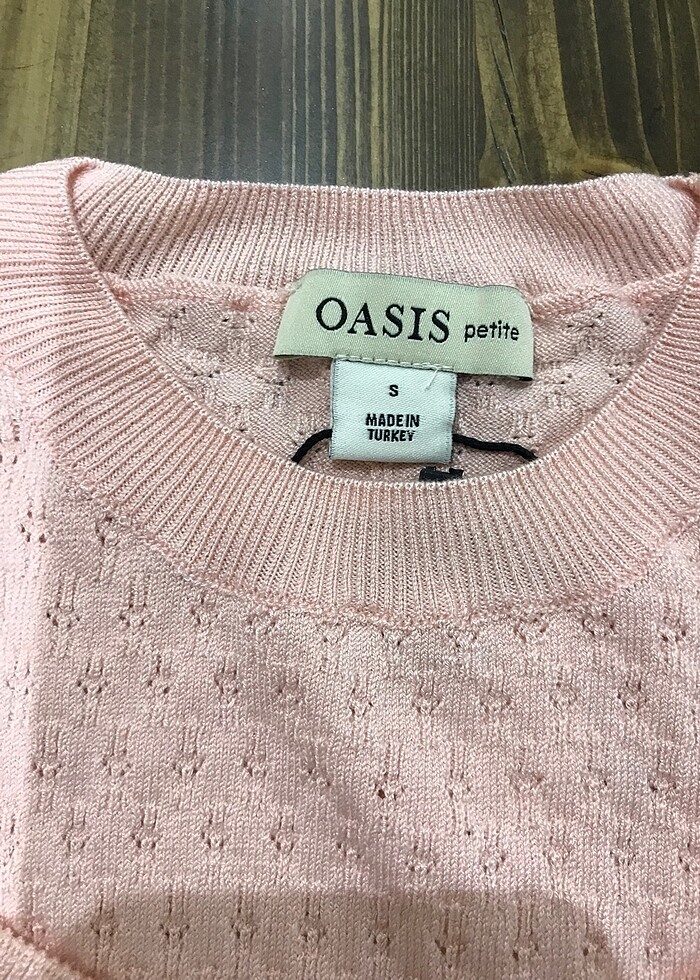 OASIS petite
S
MADE IN
TURKEY